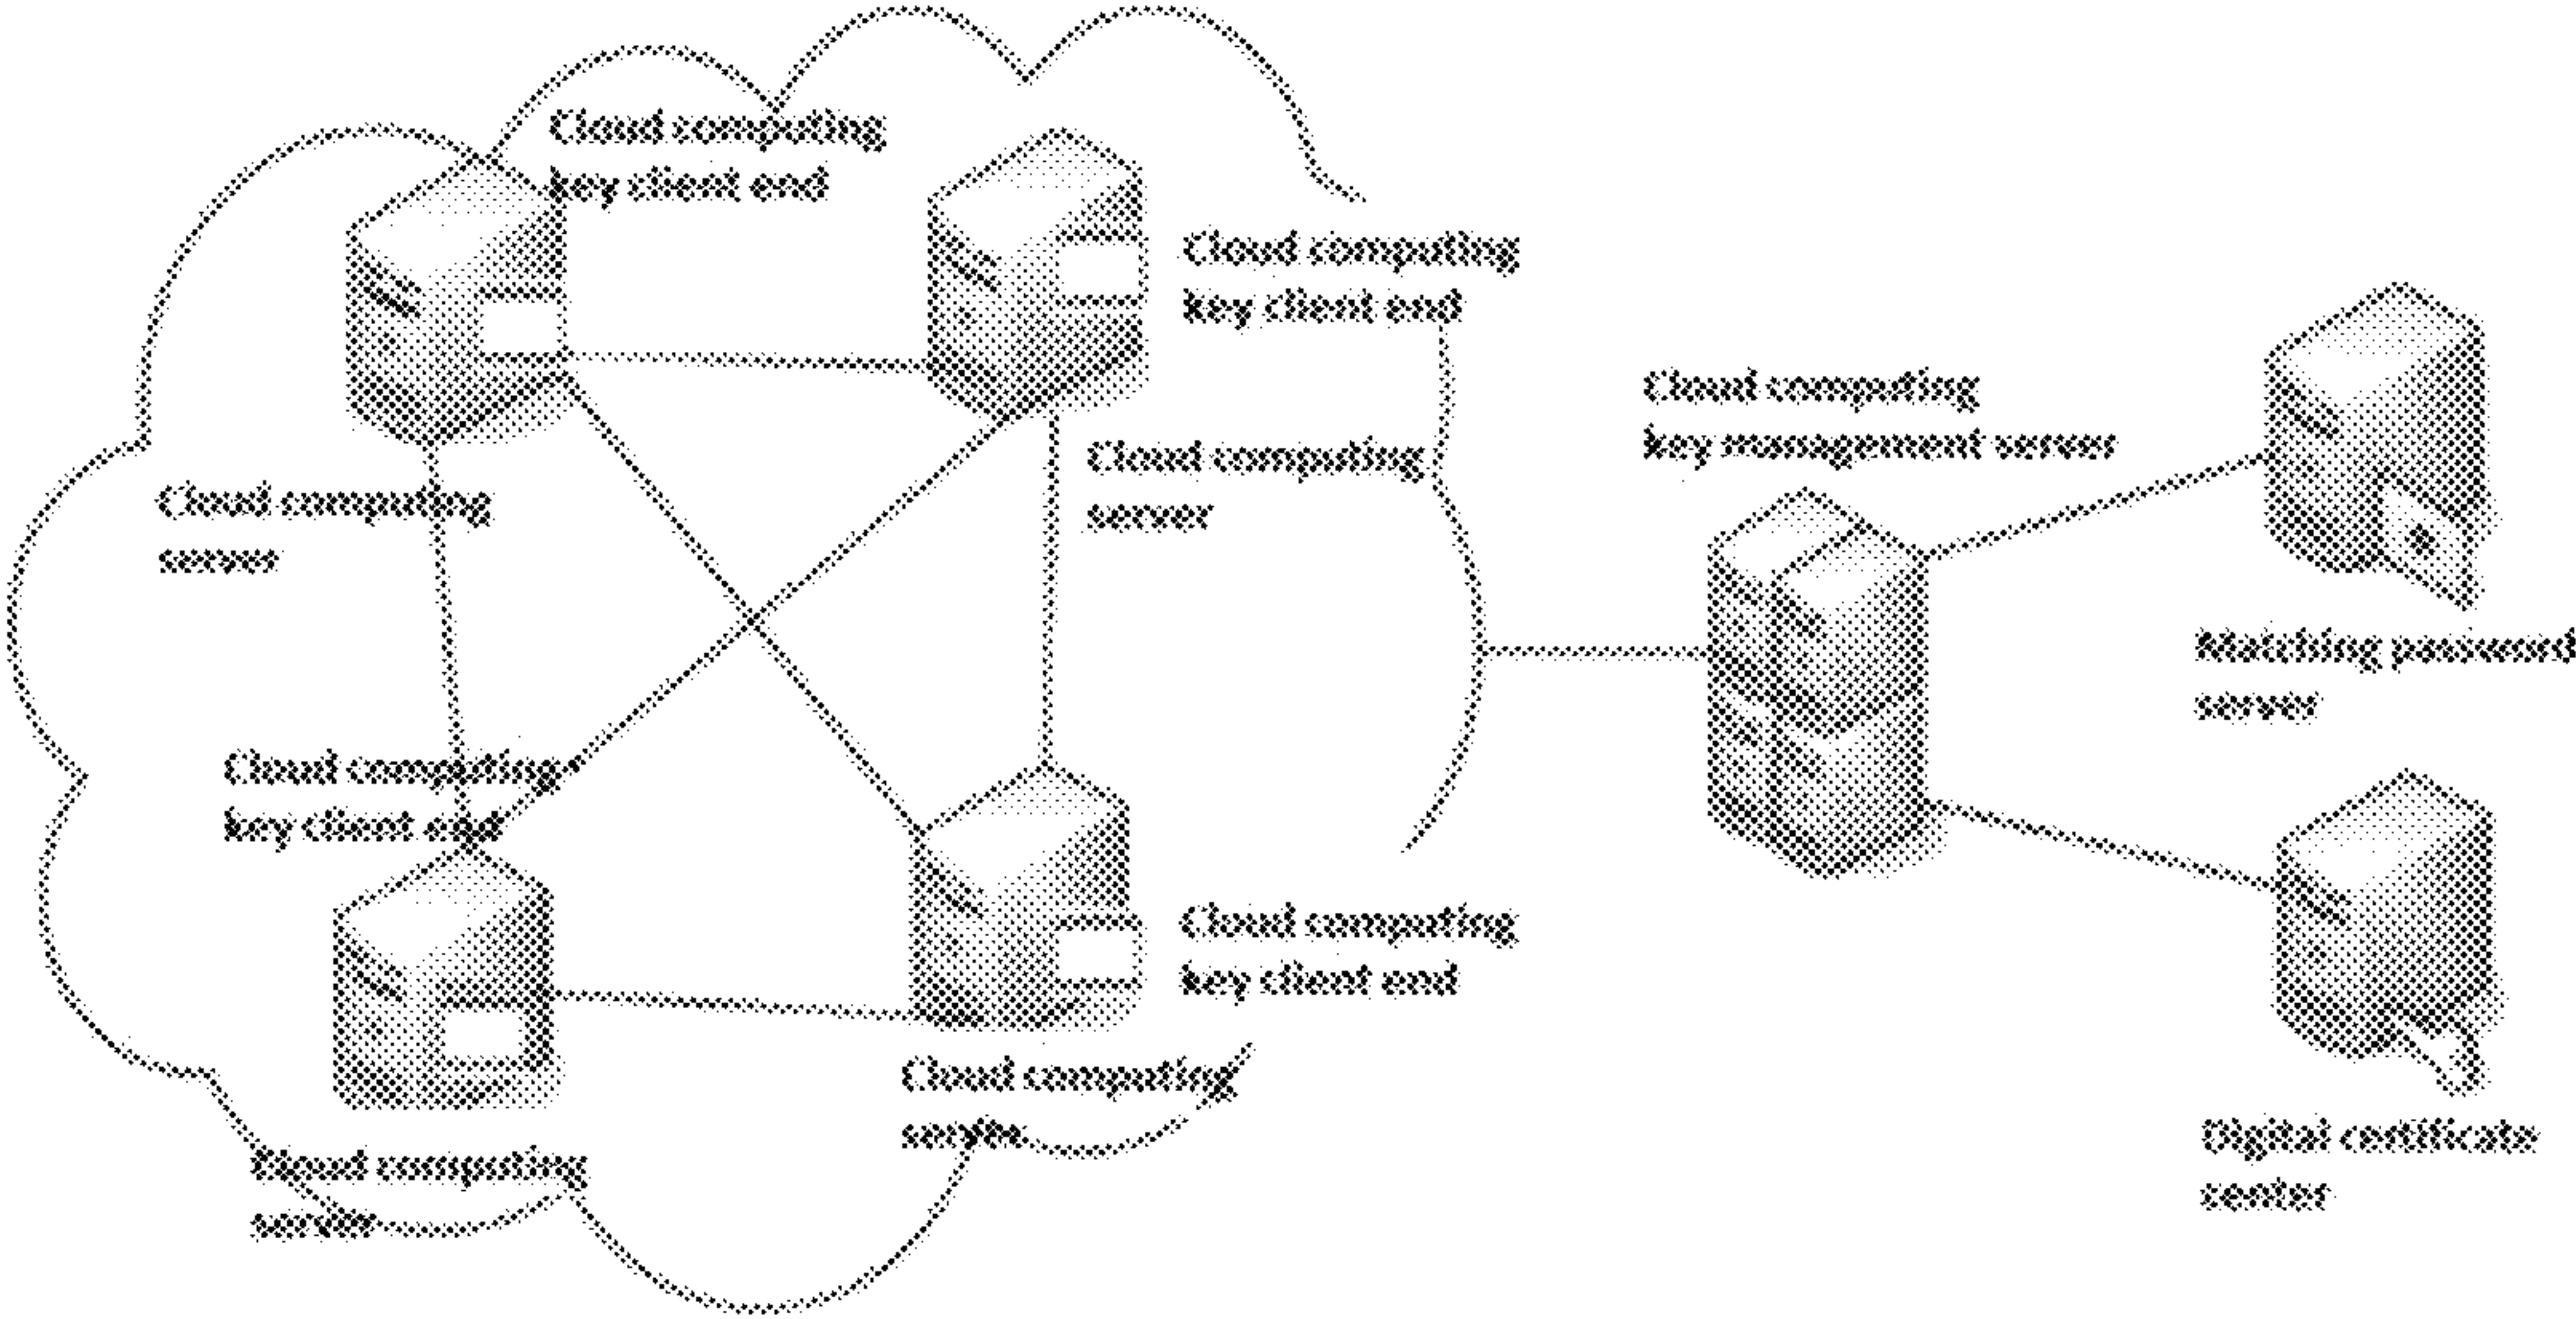 Cloud computing
key client end
Cloud computing
key client end
Cloud computing
key management server
Cloud computing
server
Cloud computing
server
Matching password
server
Cloud computing
key client end
Cloud computing
key client end
Cloud computing
server
Digital certificate
center
Cloud computing
server